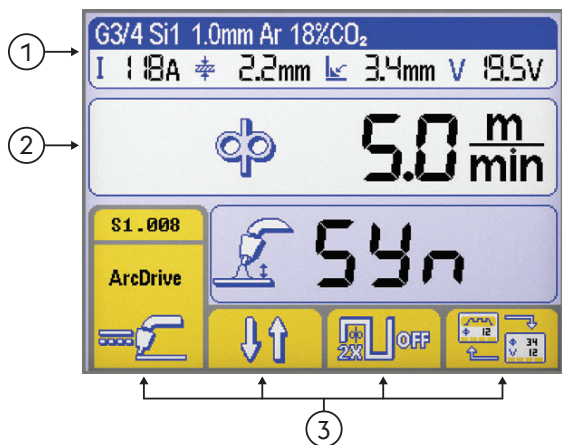 1
G3/4 Si1 1.0mm Ar 18%CO₂
I 118A 2.2mm 3.4mm V 19.5V
2
5.0 m/min
S1.008
SYn
ArcDrive
2X OFF
12
34
V 12
3